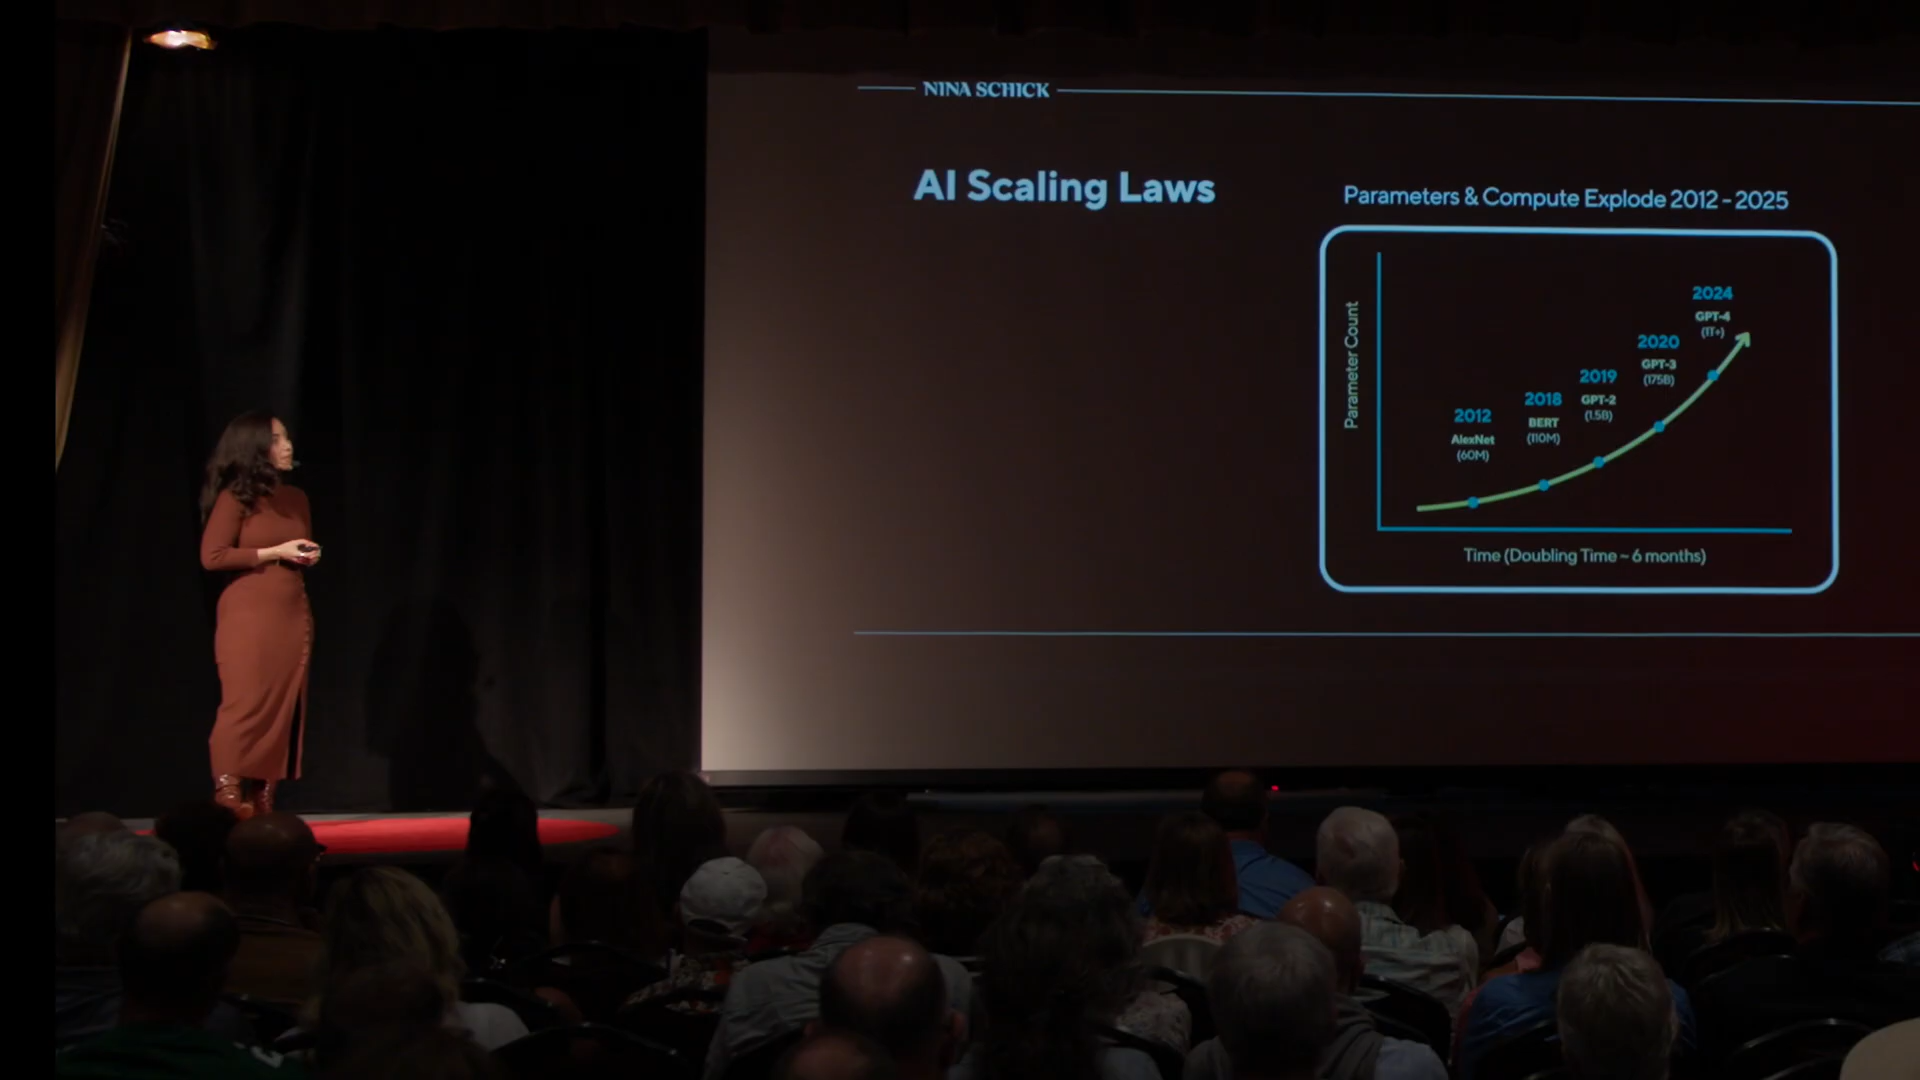 NINA SCHICK
AI Scaling Laws
Parameters & Compute Explode 2012 - 2025
Parameter Count
2012
AlexNet
(60M)
2018
BERT
(110M)
2019
GPT-2
(1.5B)
2020
GPT-3
(175B)
2024
GPT-4
(1T+)
Time (Doubling Time ~ 6 months)